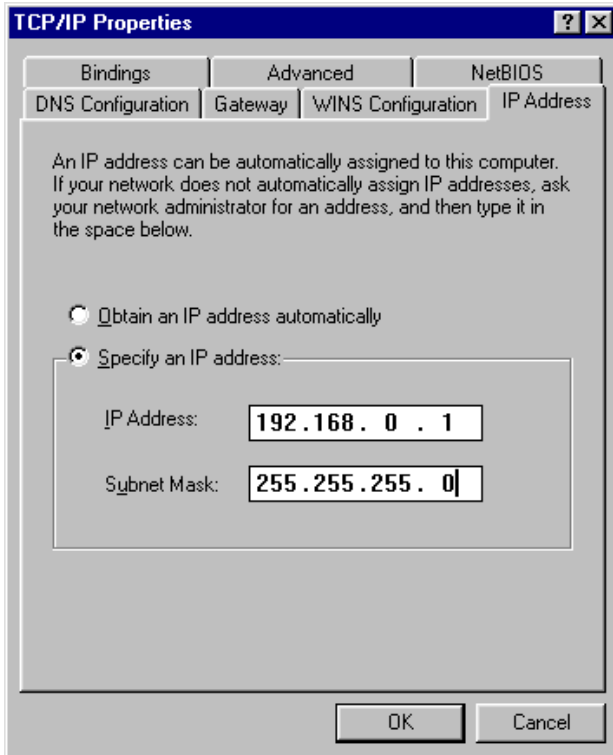 TCP/IP Properties
? X
Bindings Advanced NetBIOS
DNS Configuration Gateway WINS Configuration IP Address
An IP address can be automatically assigned to this computer.
If your network does not automatically assign IP addresses, ask
your network administrator for an address, and then type it in
the space below.
Obtain an IP address automatically
Specify an IP address:
IP Address: 192.168. 0 . 1
Subnet Mask: 255.255.255. 0
OK Cancel